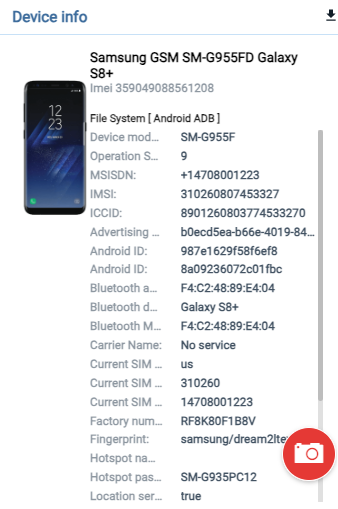 Device info
Samsung GSM SM-G955FD Galaxy
S8+
Imei 359049088561208
12
23
File System [ Android ADB ]
Device mod... SM-G955F
Operation S... 9
MSISDN: +14708001223
IMSI: 310260807453327
ICCID: 8901260803774533270
Advertising ... b0ecd5ea-b66e-4019-84...
Android ID: 987e1629f58f6ef8
Android ID: 8a09236072c01fbc
Bluetooth a... F4:C2:48:89:E4:04
Bluetooth d... Galaxy S8+
Bluetooth M... F4:C2:48:89:E4:04
Carrier Name: No service
Current SIM ... us
Current SIM ... 310260
Current SIM ... 14708001223
Factory num... RF8K80F1B8V
Fingerprint: samsung/dream2lte
Hotspot na...
Hotspot pas... SM-G935PC12
Location ser... true